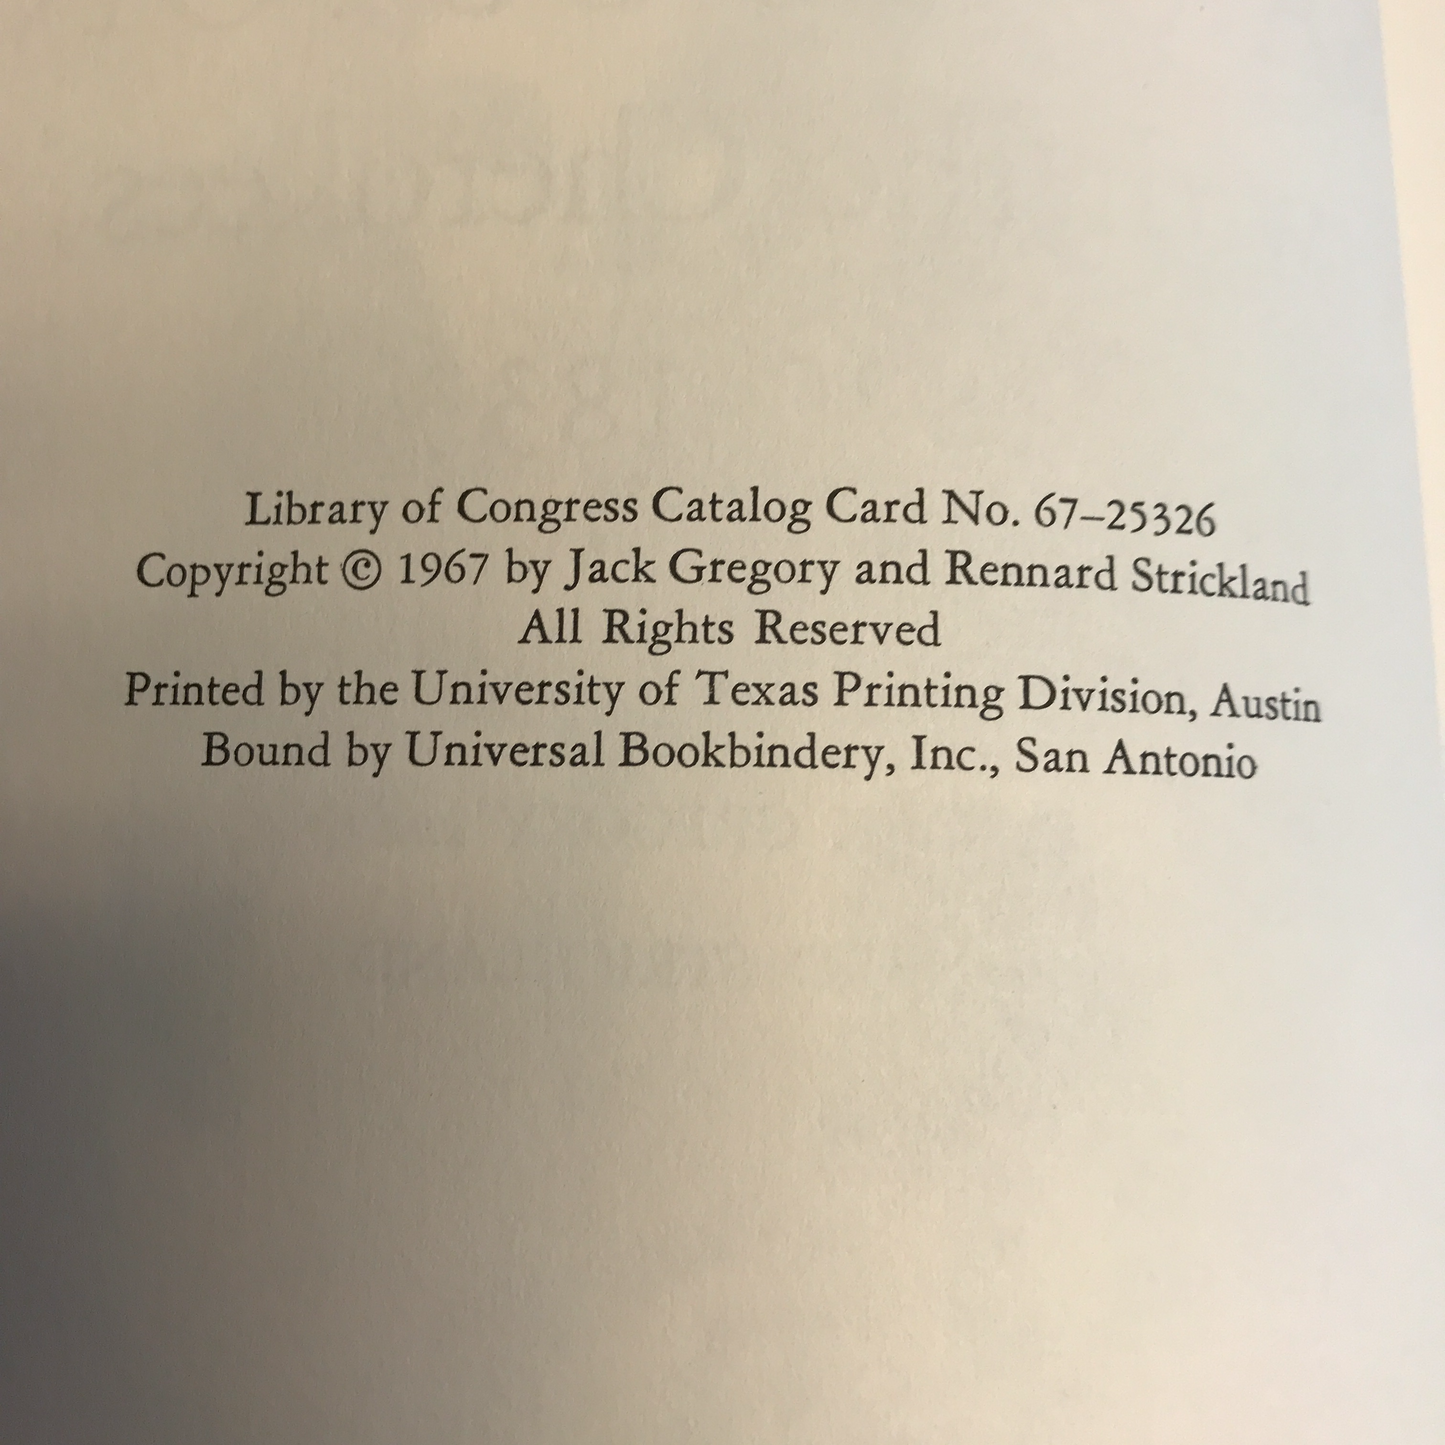 Library of Congress Catalog Card No. 67–25326
Copyright © 1967 by Jack Gregory and Rennard Strickland
All Rights Reserved
Printed by the University of Texas Printing Division, Austin
Bound by Universal Bookbindery, Inc., San Antonio